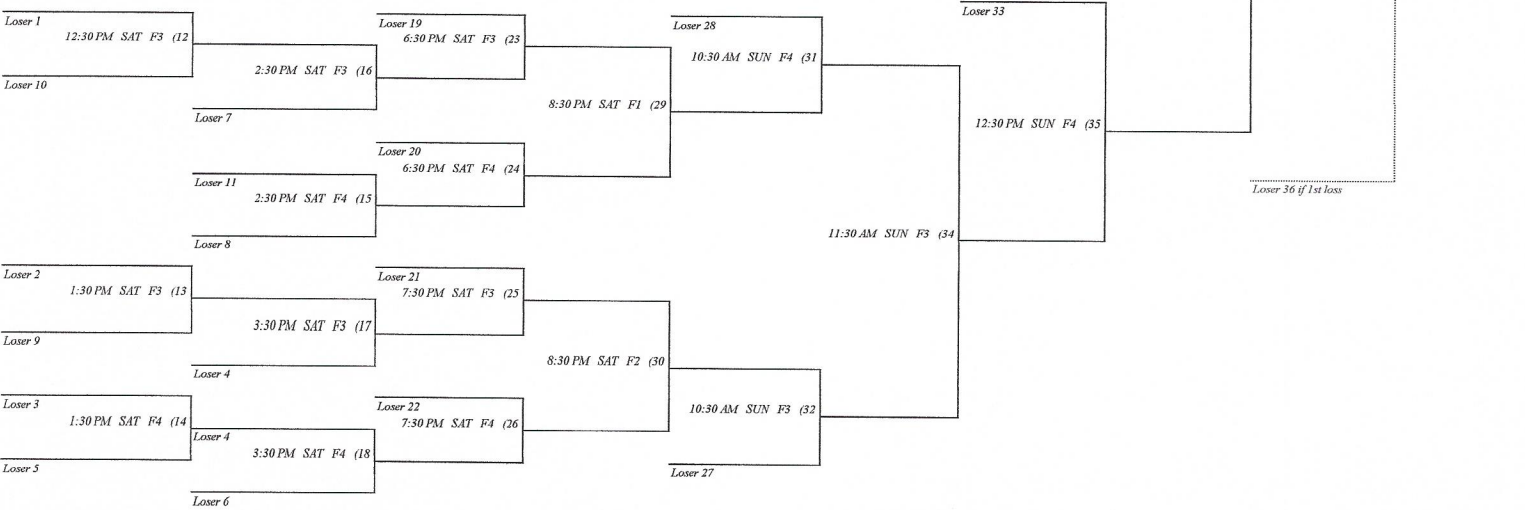 Loser 1
12:30 PM SAT F3 (12
Loser 10
2:30 PM SAT F3 (16
Loser 7
Loser 19
6:30 PM SAT F3 (23
8:30 PM SAT F1 (29
Loser 20
6:30 PM SAT F4 (24
Loser 11
2:30 PM SAT F4 (15
Loser 8
Loser 28
10:30 AM SUN F4 (31
Loser 33
12:30 PM SUN F4 (35
Loser 36 if 1st loss
11:30 AM SUN F3 (34
Loser 2
1:30 PM SAT F3 (13
Loser 9
3:30 PM SAT F3 (17
Loser 4
Loser 21
7:30 PM SAT F3 (25
8:30 PM SAT F2 (30
Loser 3
1:30 PM SAT F4 (14
Loser 5
Loser 4
3:30 PM SAT F4 (18
Loser 6
Loser 22
7:30 PM SAT F4 (26
10:30 AM SUN F3 (32
Loser 27